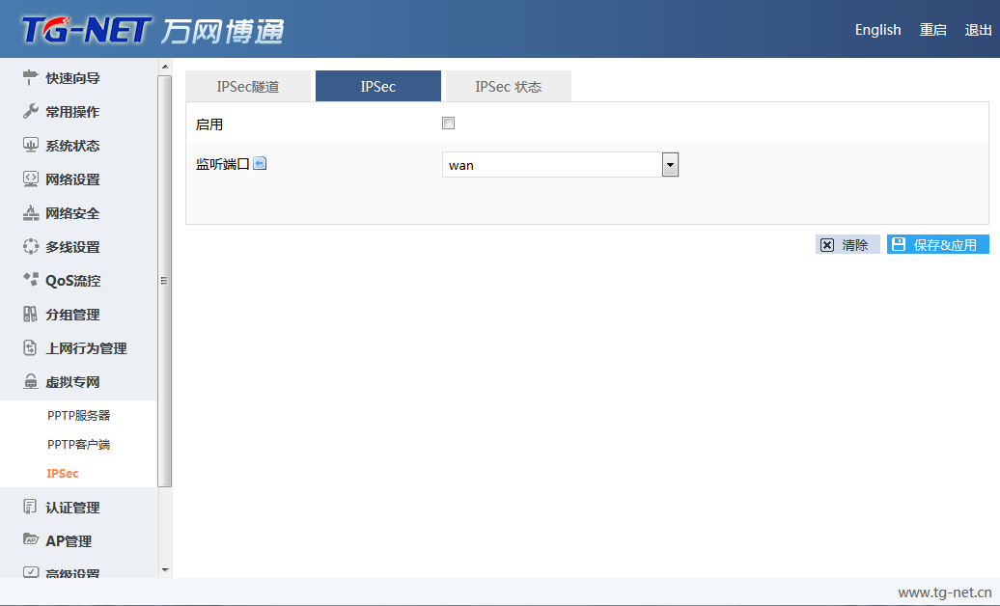 TG-NET 万网博通
English 重启 退出
快速向导
常用操作
系统状态
网络设置
网络安全
多线设置
QoS流控
分组管理
上网行为管理
虚拟专网
PPTP服务器
PPTP客户端
IPSec
认证管理
AP管理
高级设置
IPSec隧道 IPSec IPSec 状态
启用
监听端口 wan
清除 保存&应用
www.tg-net.cn